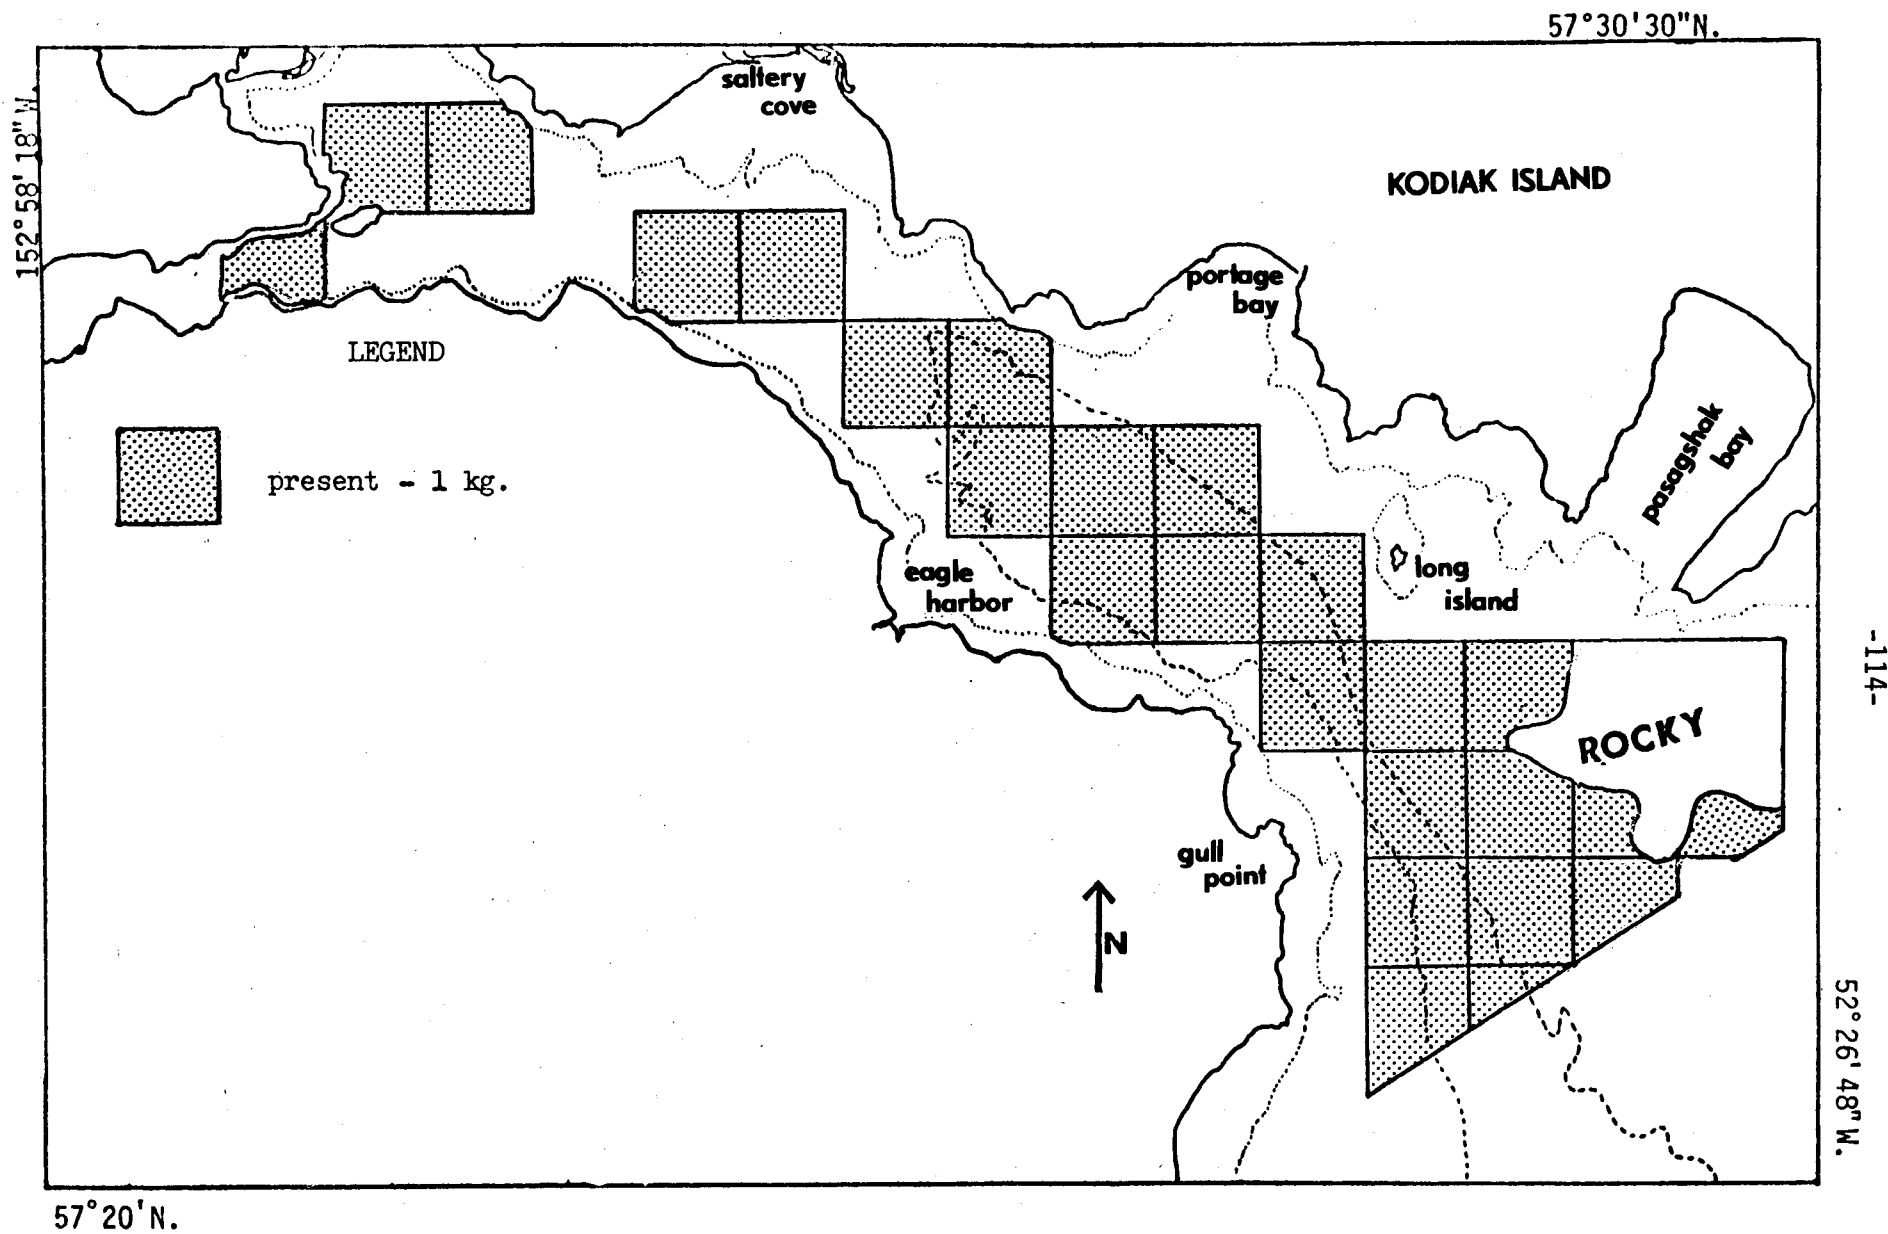 57°30'30"N.
152°58'18"W.
saltery
cove
KODIAK ISLAND
portage
bay
LEGEND
present - 1 kg.
pasagshak
bay
eagle
harbor
long
island
-114-
ROCKY
gull
point
N
52°26'48"W.
57°20'N.